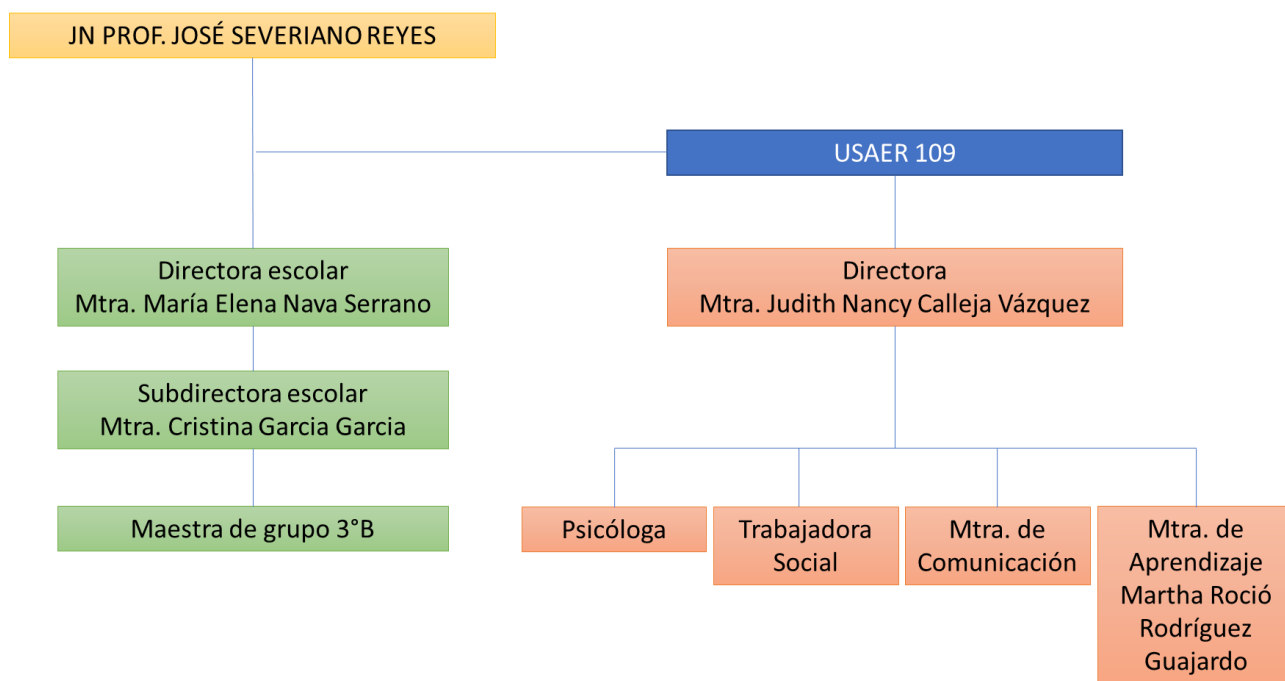 JN PROF. JOSÉ SEVERIANO REYES
USAER 109
Directora escolar
Mtra. María Elena Nava Serrano
Directora
Mtra. Judith Nancy Calleja Vázquez
Subdirectora escolar
Mtra. Cristina Garcia Garcia
Maestra de grupo 3°B
Psicóloga
Trabajadora
Social
Mtra. de
Comunicación
Mtra. de
Aprendizaje
Martha Roció
Rodríguez
Guajardo